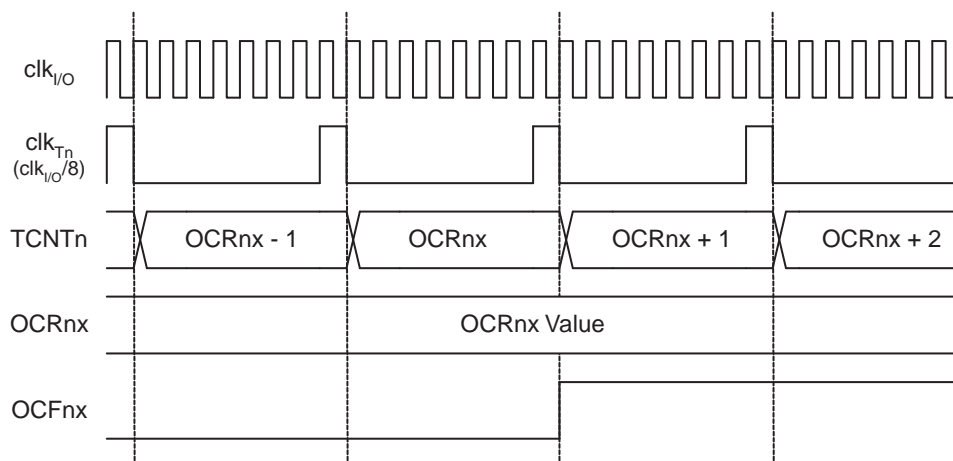 clkI/O
clkTn
(clkI/O/8)
TCNTn OCRnx - 1 OCRnx OCRnx + 1 OCRnx + 2
OCRnx OCRnx Value
OCFnx